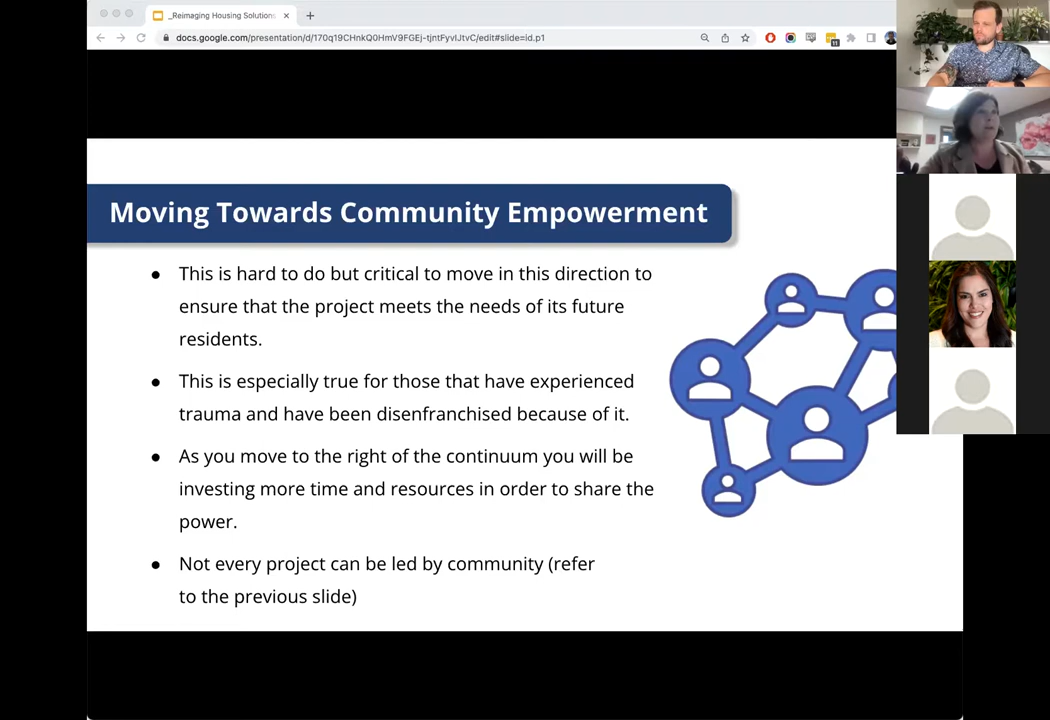 _Reimaging Housing Solutions
docs.google.com/presentation/d/170q19CHnkQ0HmV9FGEj-tjntFyvIJtvC/edit#slide=id.p1
11
Moving Towards Community Empowerment
● This is hard to do but critical to move in this direction to
ensure that the project meets the needs of its future
residents.
● This is especially true for those that have experienced
trauma and have been disenfranchised because of it.
● As you move to the right of the continuum you will be
investing more time and resources in order to share the
power.
● Not every project can be led by community (refer
to the previous slide)